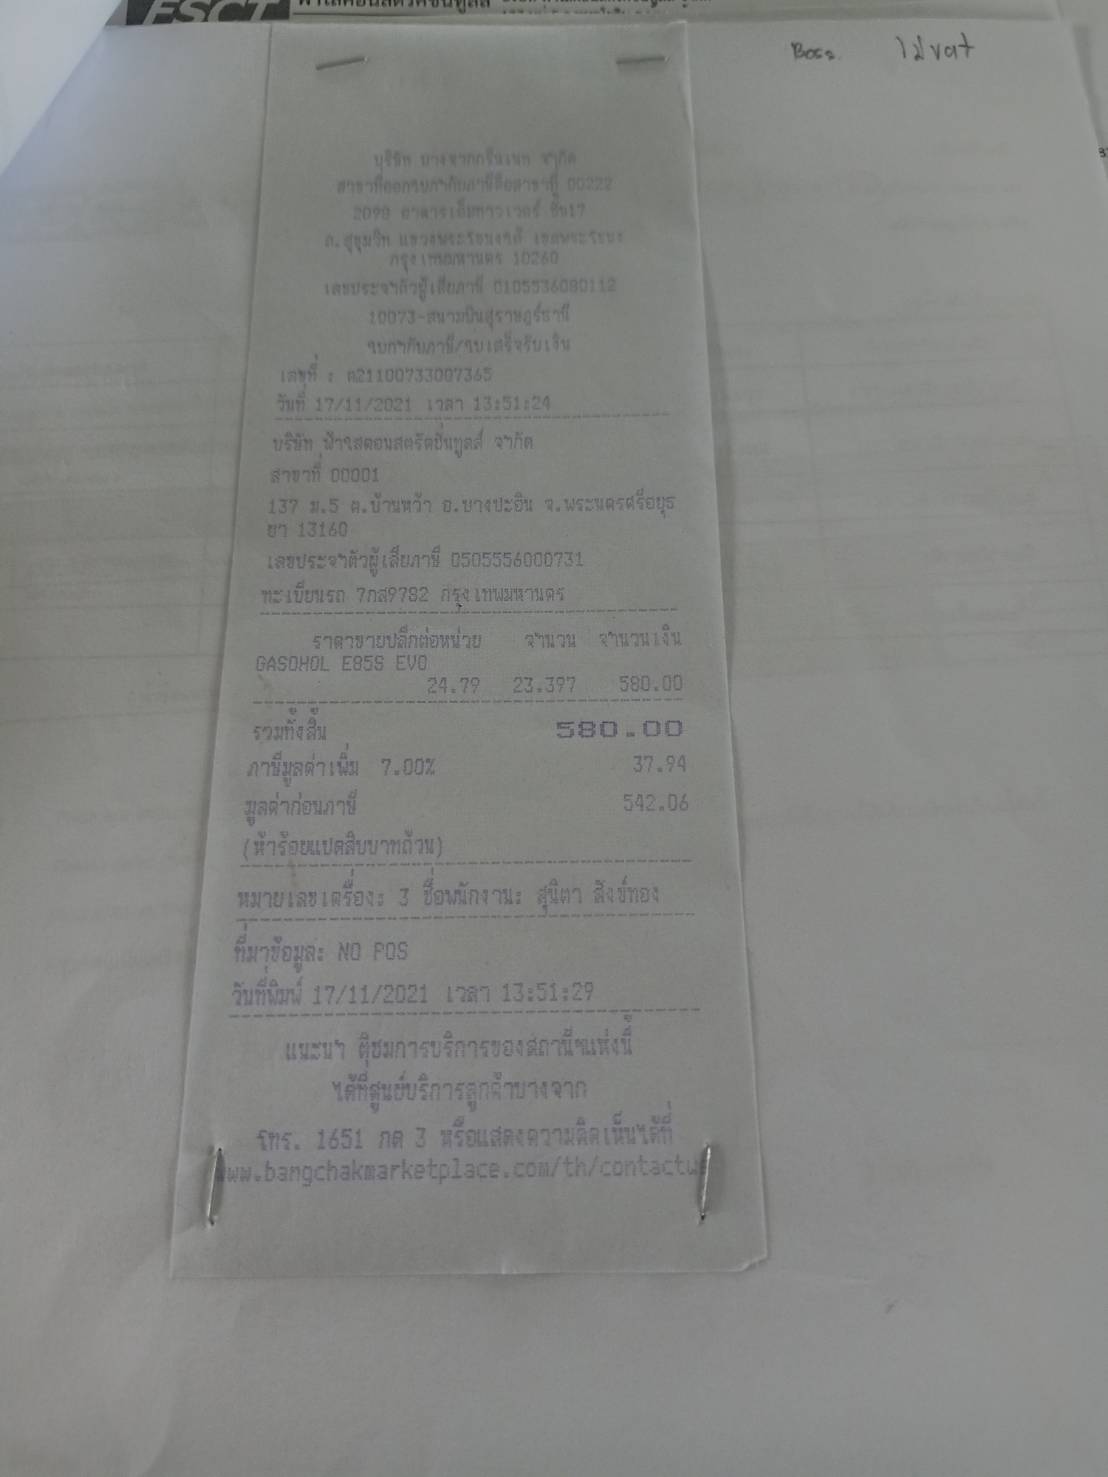 FSCT
Boss. ไม่ vat
บริษัท บางจากกรีนเนท จำกัด
สาขาที่ออกใบกำกับภาษีคือสาขาที่ 00222
2098 อาคารเอ็มทาวเวอร์ ชั้น17
ถ.สุขุมวิท แขวงพระโขนงใต้ เขตพระโขนง
กรุงเทพมหานคร 10260
เลขประจำตัวผู้เสียภาษี 0105536080112
10073-สนามบินสุราษฎร์ธานี
ใบกำกับภาษี/ใบเสร็จรับเงิน
เลขที่ : ค21100733007365
วันที่ 17/11/2021 เวลา 13:51:24
บริษัท ฟ้าใสคอนสตรัคชั่นทูลส์ จำกัด
สาขาที่ 00001
137 ม.5 ต.บ้านหว้า อ.บางปะอิน จ.พระนครศรีอยุธ
ยา 13160
เลขประจำตัวผู้เสียภาษี 0505556000731
ทะเบียนรถ 7กส9782 กรุงเทพมหานคร
ราคาขายปลีกต่อหน่วย จำนวน จำนวนเงิน
GASOHOL E85S EVO
24.79 23.397 580.00
รวมทั้งสิ้น 580.00
ภาษีมูลค่าเพิ่ม 7.00% 37.94
มูลค่าก่อนภาษี 542.06
(ห้าร้อยแปดสิบบาทถ้วน)
หมายเลขเครื่อง: 3 ชื่อพนักงาน: สุนิตา สิงข์ทอง
ที่มาข้อมูล: NO POS
วันที่พิมพ์ 17/11/2021 เวลา 13:51:29
แนะนำ ติชมการบริการของสถานีฯแห่งนี้
ได้ที่ศูนย์บริการลูกค้าบางจาก
โทร. 1651 กด 3 หรือแสดงความคิดเห็นได้ที่
www.bangchakmarketplace.com/th/contactus